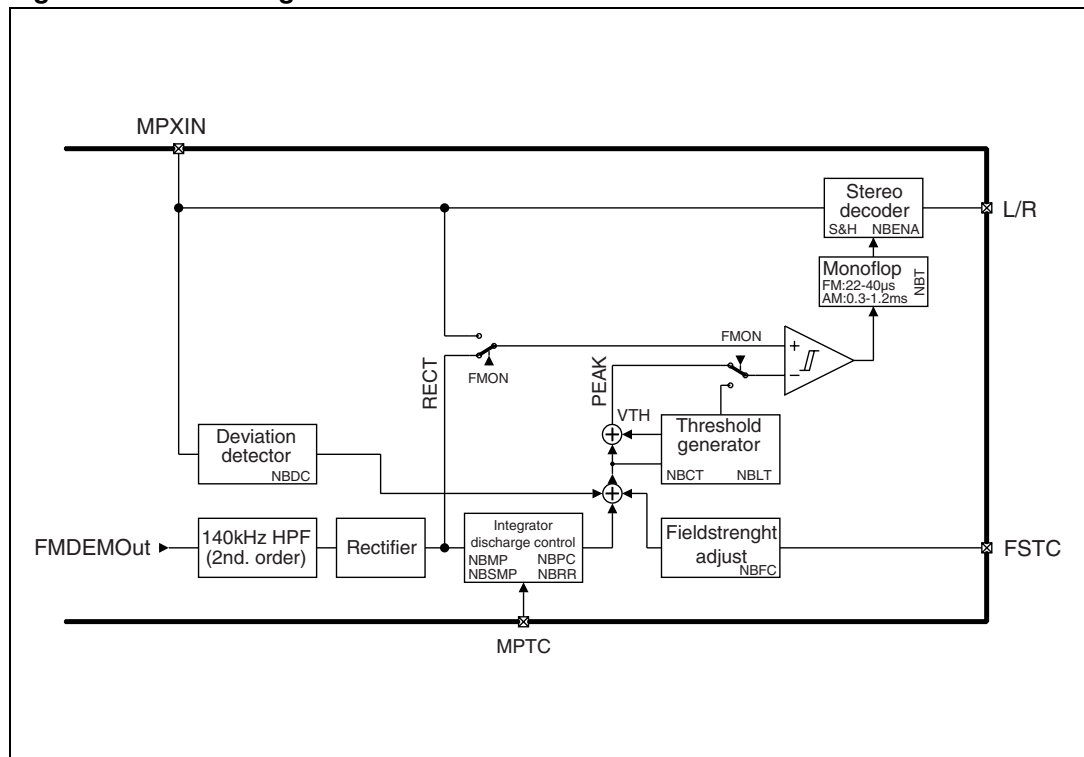 MPXIN
Stereo
decoder
S&H NBENA
L/R
Monoflop
FM:22-40µs
AM:0.3-1.2ms
NBT
FMON
+
−
RECT
FMON
PEAK
VTH
+
Threshold
generator
NBCT NBLT
Deviation
detector
NBDC
+
FMDEMOut
140kHz HPF
(2nd. order)
Rectifier
Integrator
discharge control
NBMP NBPC
NBSMP NBRR
Fieldstrenght
adjust
NBFC
FSTC
MPTC